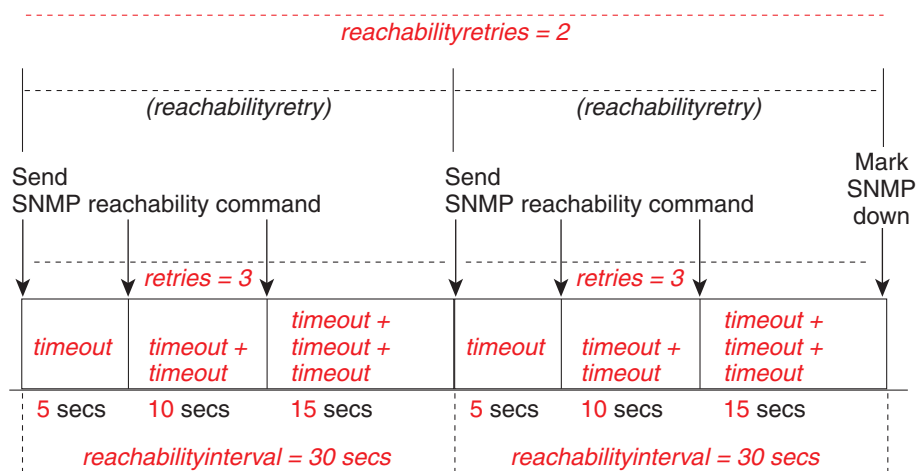 reachabilityretries = 2
(reachabilityretry)
(reachabilityretry)
Send
SNMP reachability command
Send
SNMP reachability command
Mark
SNMP
down
retries = 3
retries = 3
timeout
timeout +
timeout
timeout +
timeout +
timeout
timeout
timeout +
timeout
timeout +
timeout +
timeout
5 secs
10 secs
15 secs
5 secs
10 secs
15 secs
reachabilityinterval = 30 secs
reachabilityinterval = 30 secs